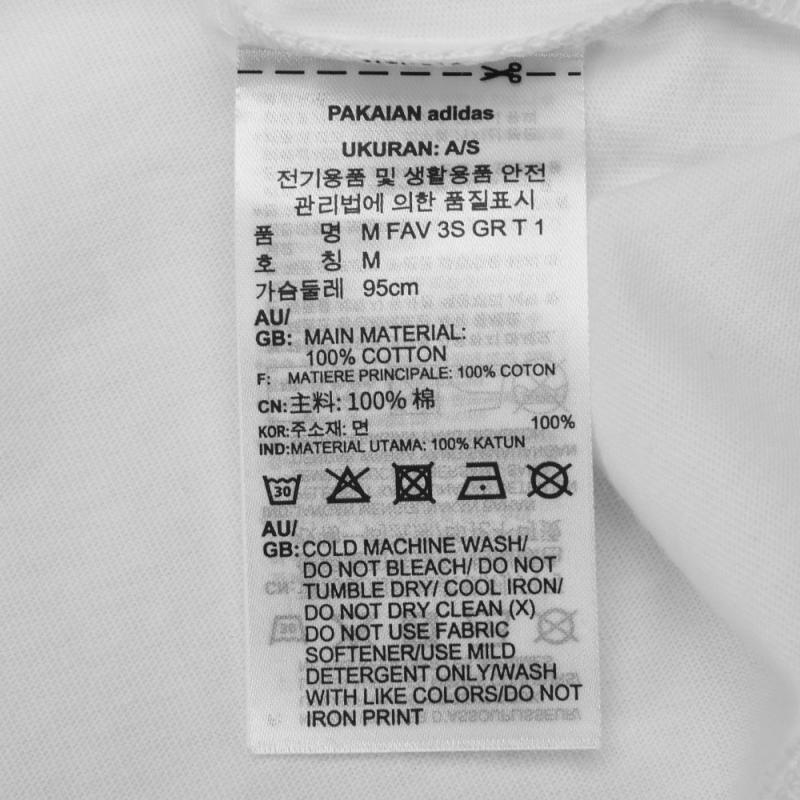 PAKAIAN adidas
UKURAN: A/S
전기용품 및 생활용품 안전
관리법에 의한 품질표시
품 명 M FAV 3S GR T 1
호 칭 M
가슴둘레 95cm
AU/
GB: MAIN MATERIAL:
100% COTTON
F: MATIERE PRINCIPALE: 100% COTON
CN:主料: 100% 棉
KOR:주소재: 면 100%
IND:MATERIAL UTAMA: 100% KATUN
30
AU/
GB:COLD MACHINE WASH/
DO NOT BLEACH/ DO NOT
TUMBLE DRY/ COOL IRON/
DO NOT DRY CLEAN (X)
DO NOT USE FABRIC
SOFTENER/USE MILD
DETERGENT ONLY/WASH
WITH LIKE COLORS/DO NOT
IRON PRINT